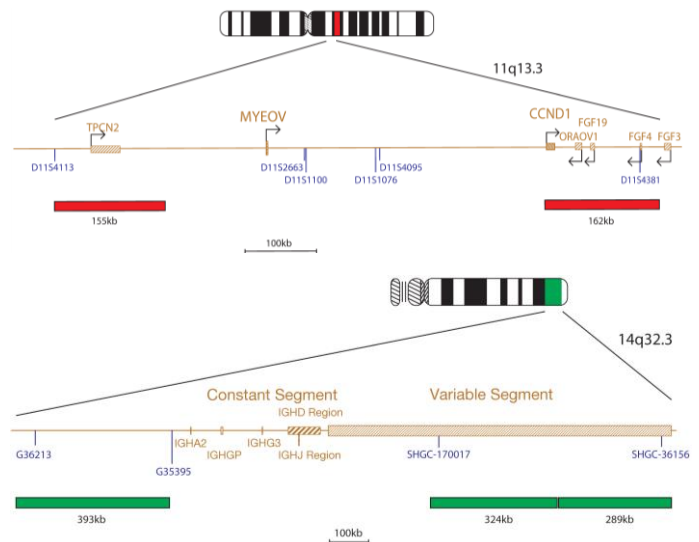 11q13.3
TPCN2
MYEOV
CCND1
FGF19
ORAOV1
FGF4
FGF3
D11S4113
D11S2663
D11S4095
D11S1100
D11S1076
D11S4381
155kb
162kb
100kb
14q32.3
Constant Segment
Variable Segment
IGHD Region
IGHA2
IGHG3
IGHGP
IGHJ Region
G36213
G35395
SHGC-170017
SHGC-36156
393kb
324kb
289kb
100kb